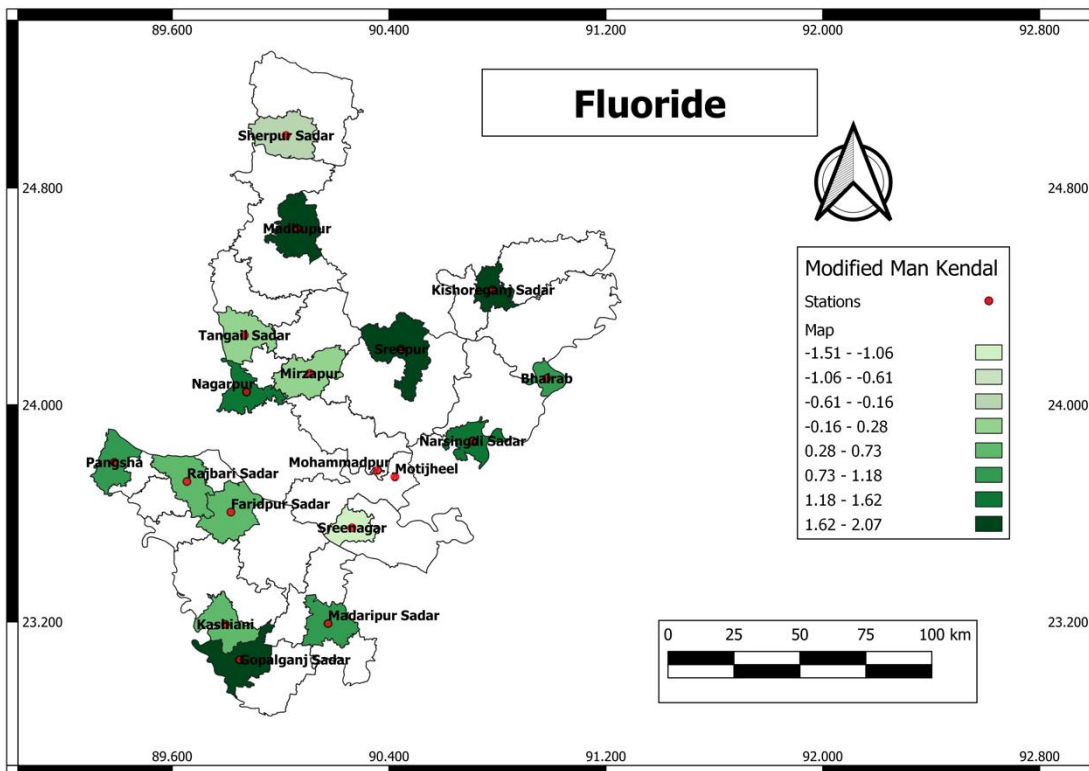 89.600 90.400 91.200 92.000 92.800
Fluoride
Sherpur Sadar
24.800 24.800
Madhupur
Modified Man Kendal
Kishoreganj Sadar
Stations
Map
Tangail Sadar
Sreepur
-1.51 - -1.06
Mirzapur
Bhairab
-1.06 - -0.61
Nagarpur
-0.61 - -0.16
24.000 24.000
-0.16 - 0.28
Narsingdi Sadar
0.28 - 0.73
Pangsha
Mohammadpur
Motijheel
Rajbari Sadar
0.73 - 1.18
1.18 - 1.62
Faridpur Sadar
1.62 - 2.07
Sreenagar
Madaripur Sadar
23.200 23.200
Kashiani
0 25 50 75 100 km
Gopalganj Sadar
89.600 90.400 91.200 92.000 92.800